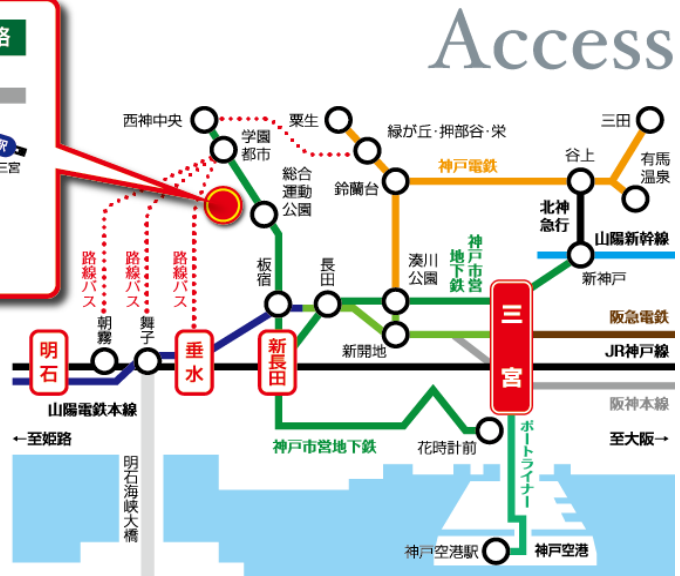 Access
絡
駅
三宮
西神中央
学園
都市
粟生
緑が丘・押部谷・栄
三田
総合
運動
公園
鈴蘭台
神戸電鉄
谷上
有馬
温泉
北神
急行
山陽新幹線
路線バス
路線バス
路線バス
板宿
長田
湊川
公園
神戸市営
地下鉄
新神戸
朝霧
舞子
三宮
阪急電鉄
明石
垂水
新長田
新開地
JR神戸線
山陽電鉄本線
阪神本線
←至姫路
神戸市営地下鉄
花時計前
ポートライナー
至大阪→
明石海峡大橋
神戸空港駅
神戸空港